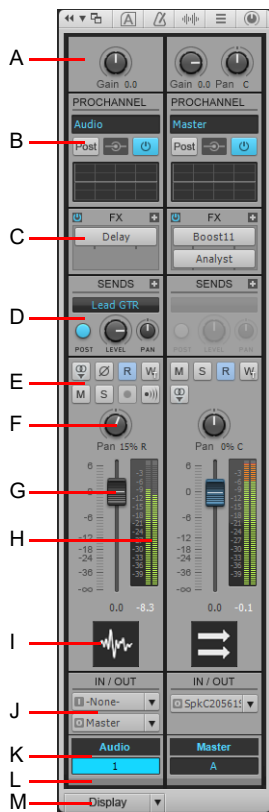 A
A
Gain 0.0
Gain 0.0 Pan C
PROCHANNEL
PROCHANNEL
Audio
Master
B
Post
Post
FX
FX
C
Delay
Boost11
Analyst
SENDS
SENDS
Lead GTR
D
POST LEVEL PAN
POST LEVEL PAN
E
R W
M S R W
M S
F
Pan 15% R
Pan 0% C
6
6
G
-0
-0
-6
-6
H
-12
-12
-18
-18
-24
-24
-36
-36
-∞
-∞
0.0 -8.3
0.0 -0.1
I
IN / OUT
IN / OUT
-None-
SpkC20561
J
Master
K
Audio
Master
1
A
L
M
Display